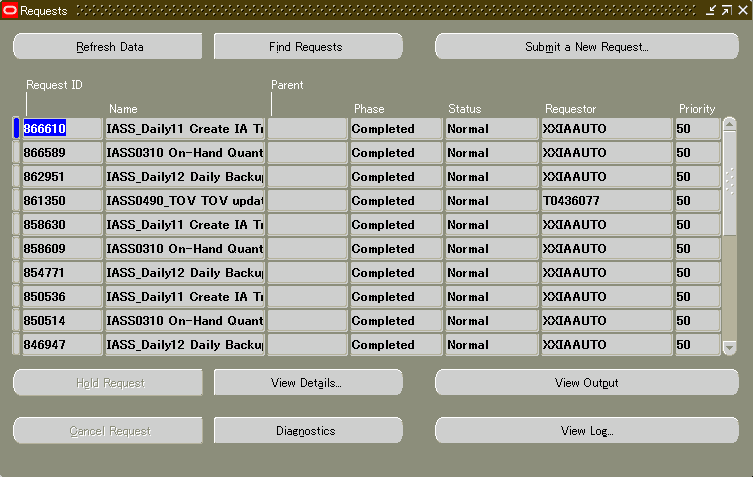 Requests
Refresh Data Find Requests Submit a New Request...
Request ID Parent
Name Phase Status Requestor Priority
866610 IASS_Daily11 Create IA Tr Completed Normal XXIAAUTO 50
866589 IASS0310 On-Hand Quant Completed Normal XXIAAUTO 50
862951 IASS_Daily12 Daily Backup Completed Normal XXIAAUTO 50
861350 IASS0490_TOV TOV updat Completed Normal T0436077 50
858630 IASS_Daily11 Create IA Tr Completed Normal XXIAAUTO 50
858609 IASS0310 On-Hand Quant Completed Normal XXIAAUTO 50
854771 IASS_Daily12 Daily Backup Completed Normal XXIAAUTO 50
850536 IASS_Daily11 Create IA Tr Completed Normal XXIAAUTO 50
850514 IASS0310 On-Hand Quant Completed Normal XXIAAUTO 50
846947 IASS_Daily12 Daily Backup Completed Normal XXIAAUTO 50
Hold Request View Details... View Output
Cancel Request Diagnostics View Log...